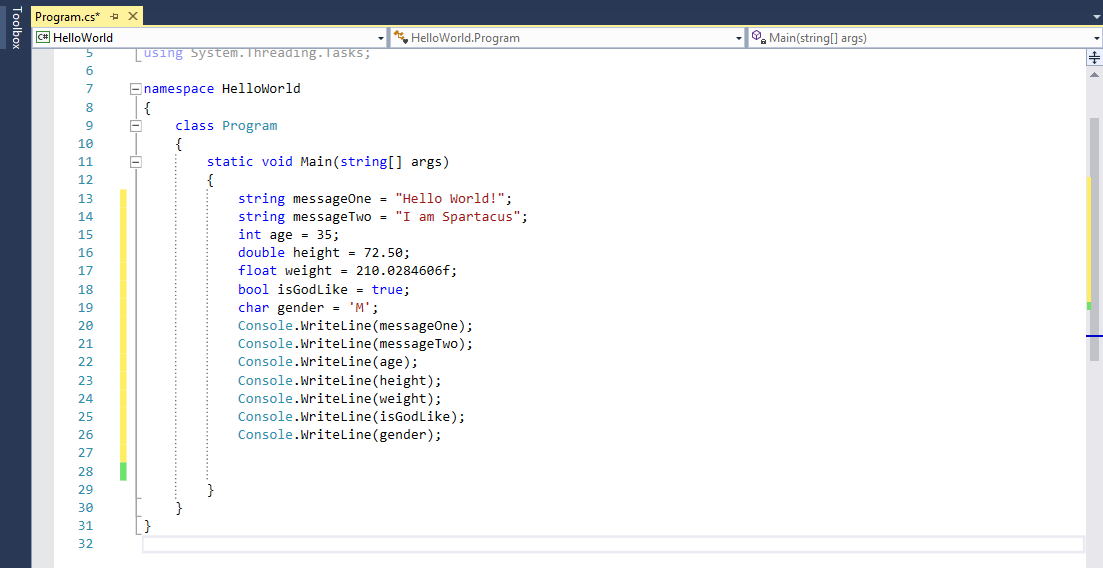 Toolbox
Program.cs*
C# HelloWorld
HelloWorld.Program
Main(string[] args)
5 using System.Threading.Tasks;
6
7 namespace HelloWorld
8 {
9 class Program
10 {
11 static void Main(string[] args)
12 {
13 string messageOne = "Hello World!";
14 string messageTwo = "I am Spartacus";
15 int age = 35;
16 double height = 72.50;
17 float weight = 210.0284606f;
18 bool isGodLike = true;
19 char gender = 'M';
20 Console.WriteLine(messageOne);
21 Console.WriteLine(messageTwo);
22 Console.WriteLine(age);
23 Console.WriteLine(height);
24 Console.WriteLine(weight);
25 Console.WriteLine(isGodLike);
26 Console.WriteLine(gender);
27
28
29 }
30 }
31 }
32